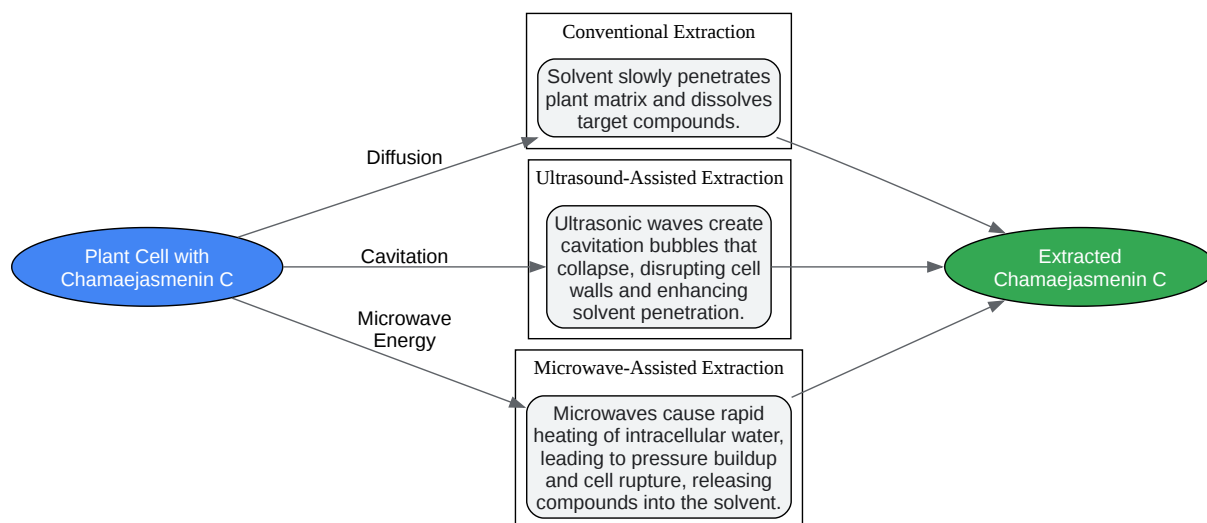 Conventional Extraction
Solvent slowly penetrates
plant matrix and dissolves
target compounds.
Diffusion
Ultrasound-Assisted Extraction
Plant Cell with
Chamaejasmenin C
Cavitation
Ultrasonic waves create
cavitation bubbles that
collapse, disrupting cell
walls and enhancing
solvent penetration.
Extracted
Chamaejasmenin C
Microwave
Energy
Microwave-Assisted Extraction
Microwaves cause rapid
heating of intracellular water,
leading to pressure buildup
and cell rupture, releasing
compounds into the solvent.